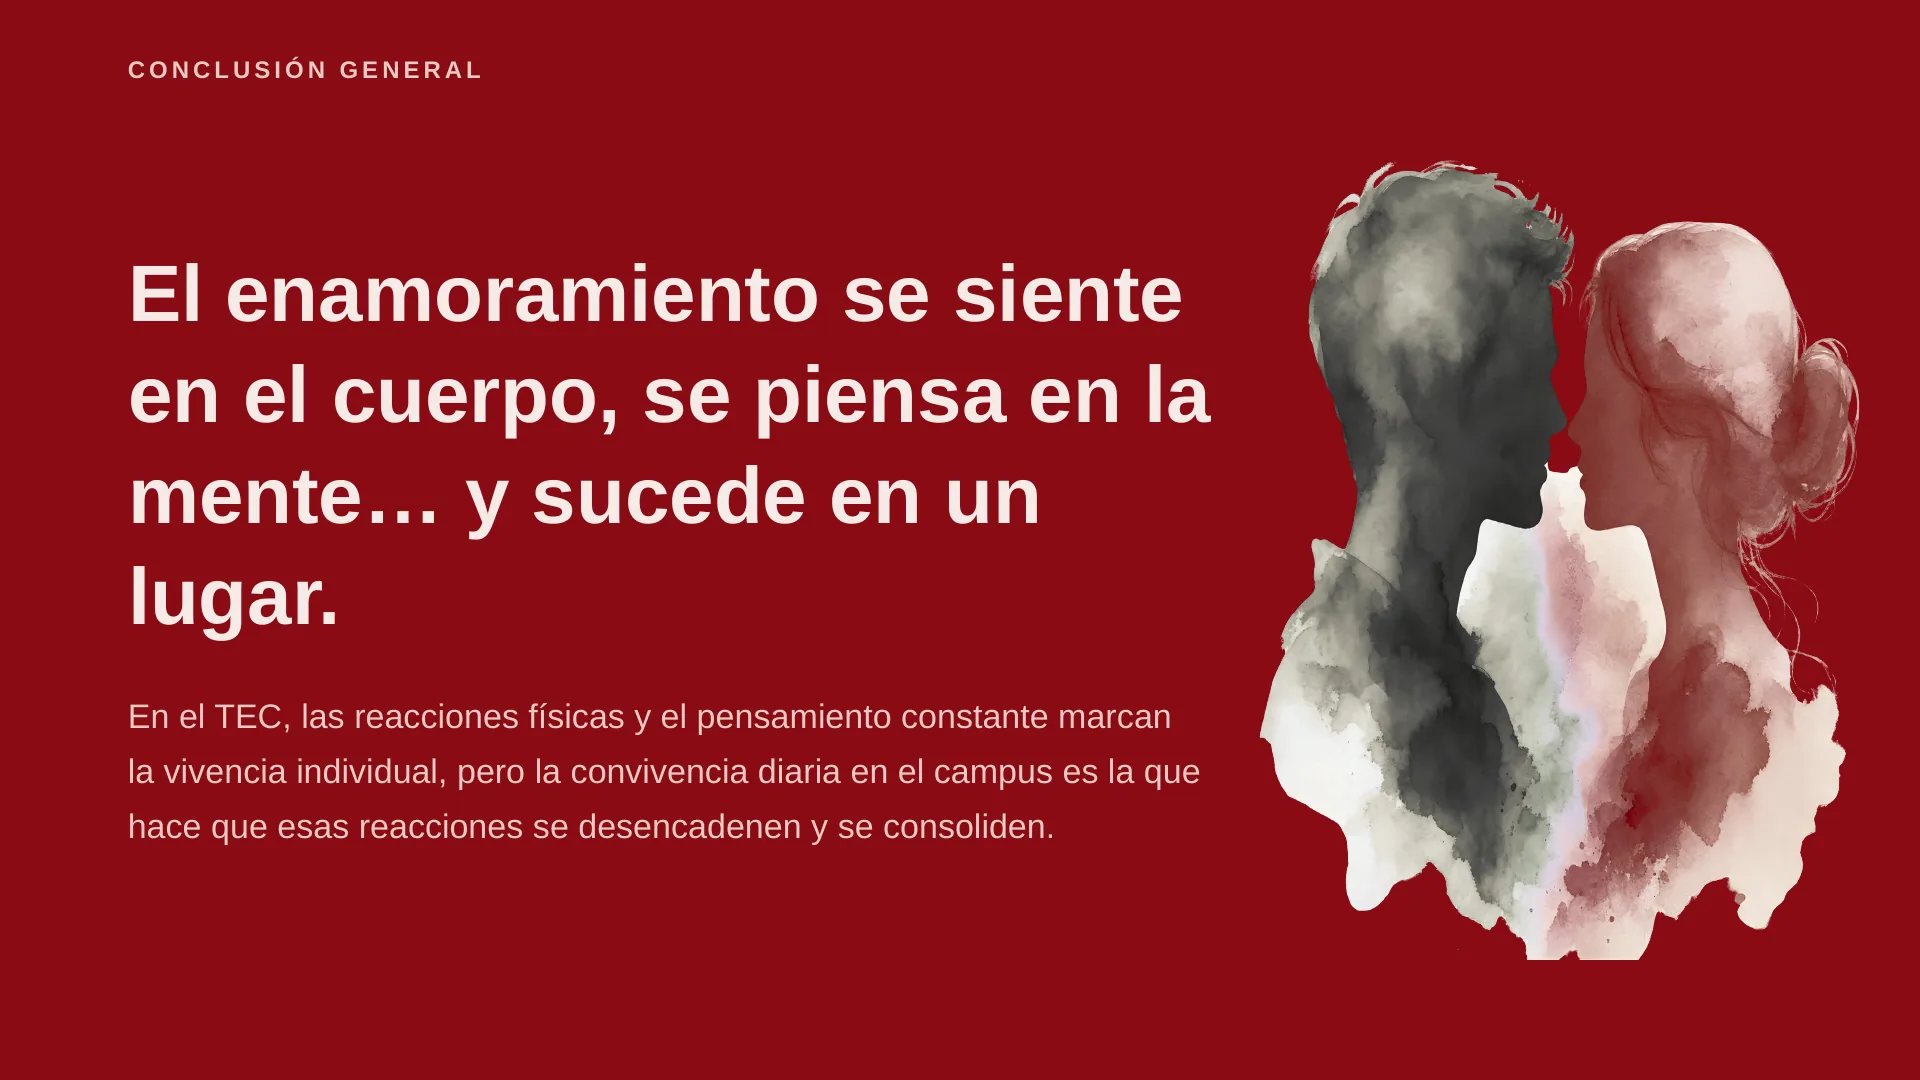 CONCLUSIÓN GENERAL
El enamoramiento se siente
en el cuerpo, se piensa en la
mente… y sucede en un
lugar.
En el TEC, las reacciones físicas y el pensamiento constante marcan
la vivencia individual, pero la convivencia diaria en el campus es la que
hace que esas reacciones se desencadenen y se consoliden.